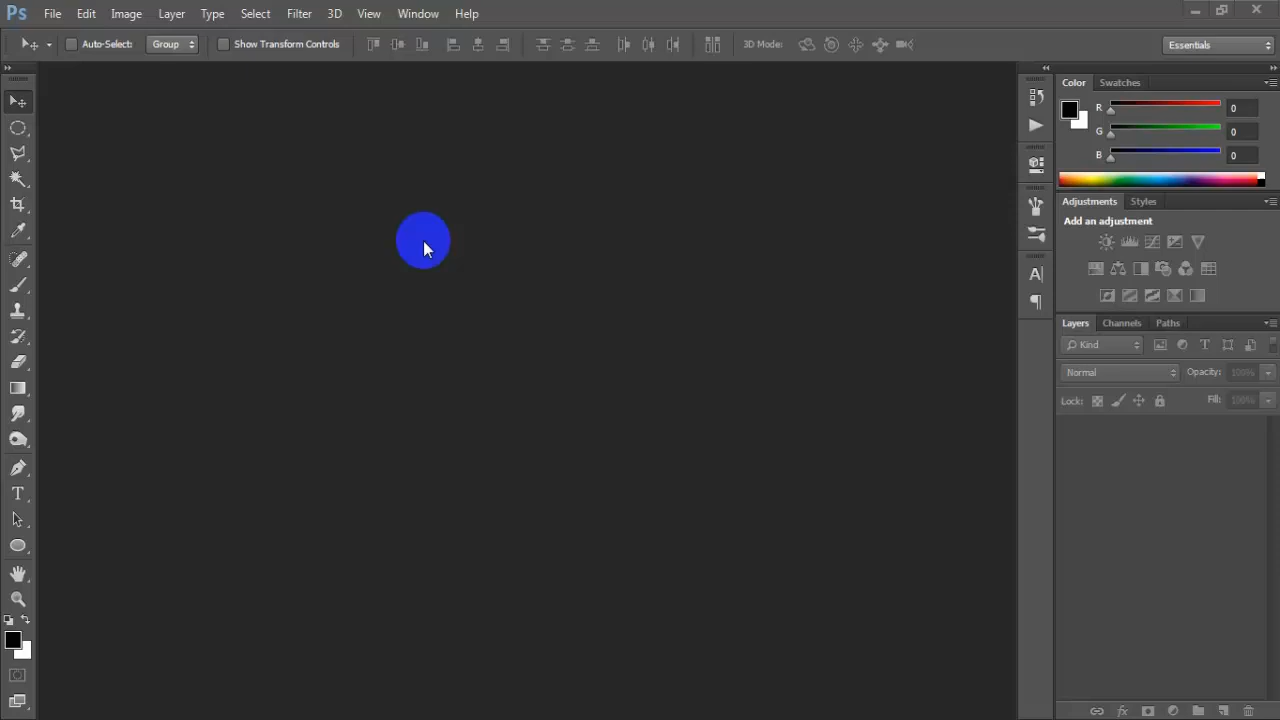 Ps File Edit Image Layer Type Select Filter 3D View Window Help
Auto-Select: Group Show Transform Controls 3D Mode: Essentials
Color Swatches
R 0
G 0
B 0
Adjustments Styles
Add an adjustment
Layers Channels Paths
Kind
Normal Opacity: 100%
Lock: Fill: 100%